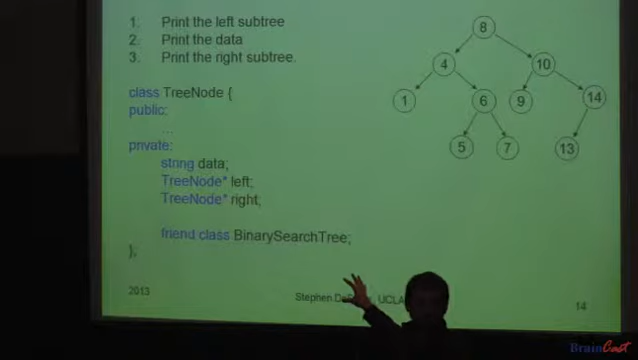 1. Print the left subtree
2. Print the data
3. Print the right subtree.
class TreeNode {
public:
...
private:
string data;
TreeNode* left;
TreeNode* right;
friend class BinarySearchTree;
};
8
4
10
1
6
9
14
5
7
13
2013
Stephen, UCLA
14
BrainCast